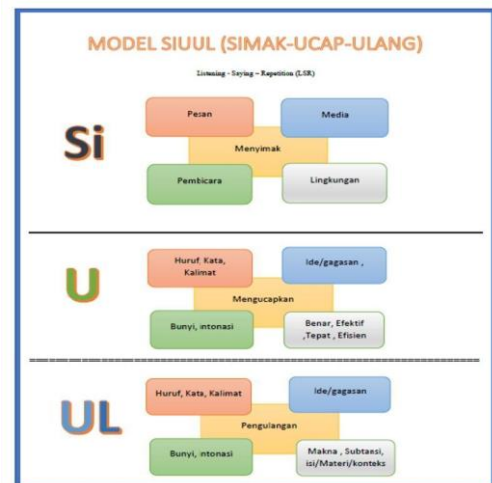 MODEL SIUUL (SIMAK-UCAP-ULANG)
Listening - Saying – Repetition (LSR)
Si
Pesan
Media
Menyimak
Pembicara
Lingkungan
U
Huruf, Kata,
Kalimat
Ide/gagasan ,
Mengucapkan
Bunyi, intonasi
Benar, Efektif
,Tepat , Efisien
UL
Huruf, Kata, Kalimat
Ide/gagasan
Pengulangan
Bunyi, intonasi
Makna , Subtansi,
isi/Materi/konteks